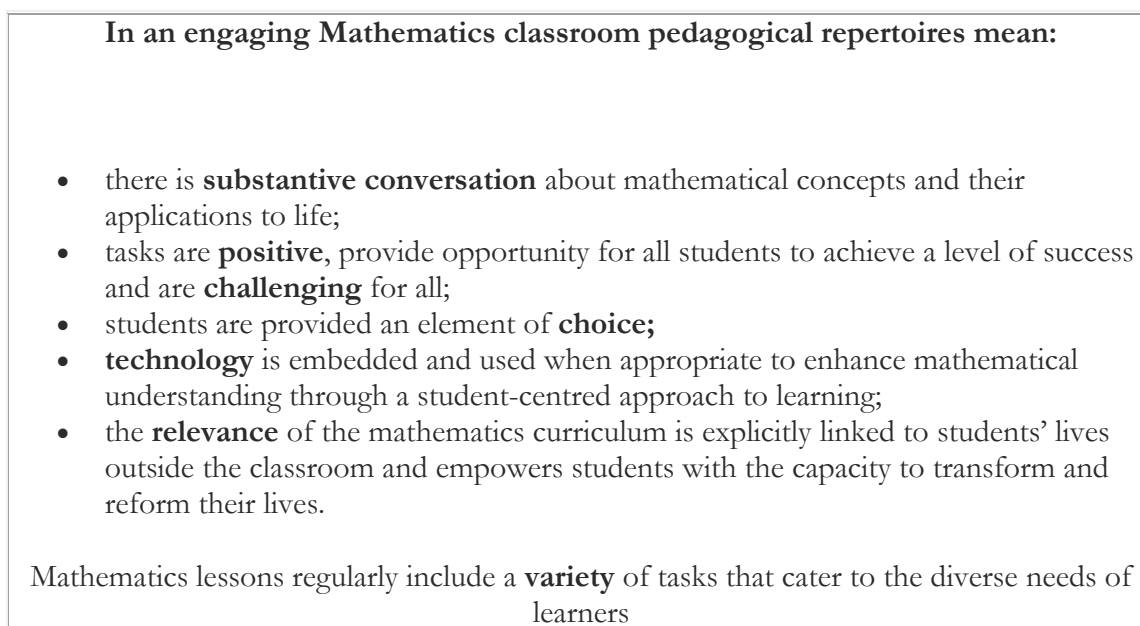 In an engaging Mathematics classroom pedagogical repertoires mean:
• there is substantive conversation about mathematical concepts and their
applications to life;
• tasks are positive, provide opportunity for all students to achieve a level of success
and are challenging for all;
• students are provided an element of choice;
• technology is embedded and used when appropriate to enhance mathematical
understanding through a student-centred approach to learning;
• the relevance of the mathematics curriculum is explicitly linked to students’ lives
outside the classroom and empowers students with the capacity to transform and
reform their lives.
Mathematics lessons regularly include a variety of tasks that cater to the diverse needs of
learners